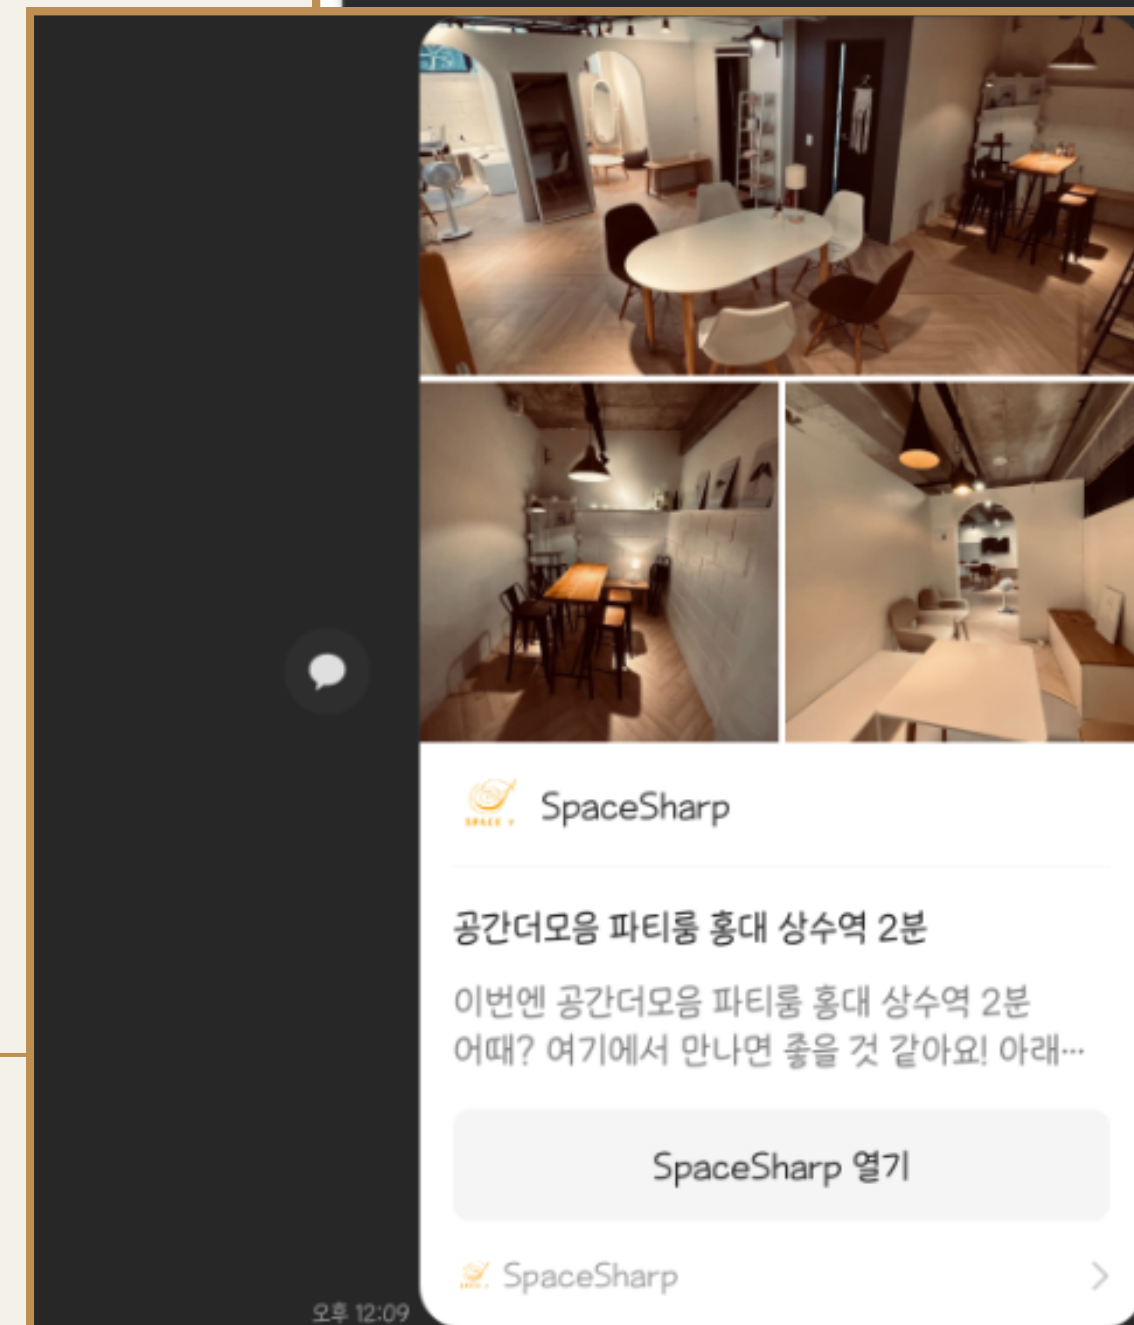 SpaceSharp
공간더모음 파티룸 홍대 상수역 2분
이번엔 공간더모음 파티룸 홍대 상수역 2분
어때? 여기에서 만나면 좋을 것 같아요! 아래…
SpaceSharp 열기
SpaceSharp
오후 12:09